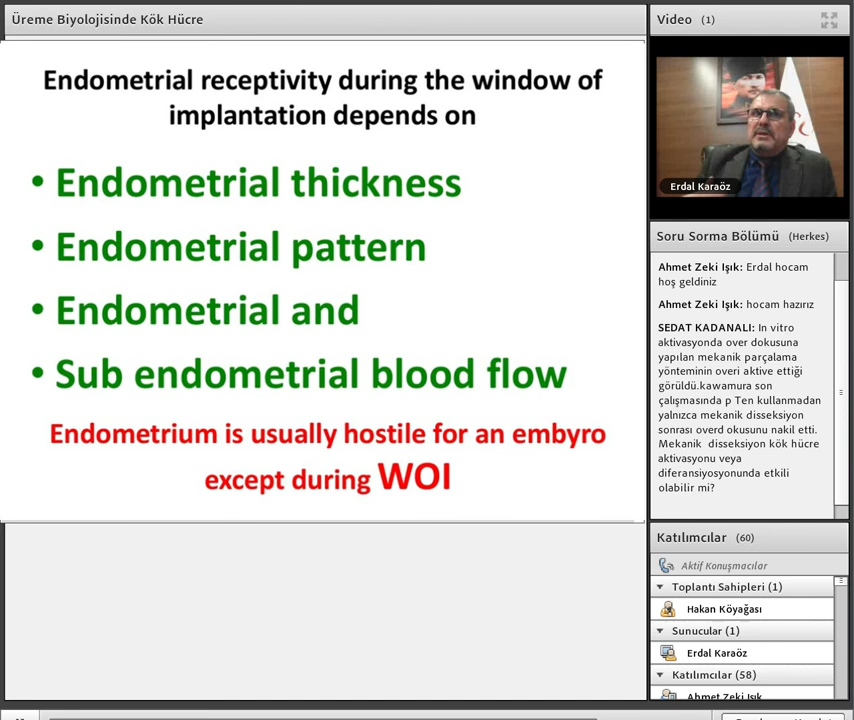 Üreme Biyolojisinde Kök Hücre
Endometrial receptivity during the window of
implantation depends on
• Endometrial thickness
• Endometrial pattern
• Endometrial and
• Sub endometrial blood flow
Endometrium is usually hostile for an embyro
except during WOI
Video (1)
Erdal Karaöz
Soru Sorma Bölümü (Herkes)
Ahmet Zeki Işık: Erdal hocam
hoş geldiniz
Ahmet Zeki Işık: hocam hazırız
SEDAT KADANALI: In vitro
aktivasyonda over dokusuna
yapılan mekanik parçalama
yönteminin overi aktive ettiği
görüldü.kawamura son
çalışmasında p Ten kullanmadan
yalnızca mekanik disseksiyon
sonrası overd okusunu nakil etti.
Mekanik disseksiyon kök hücre
aktivasyonu veya
diferansiyosyonunda etkili
olabilir mi?
Katılımcılar (60)
Aktif Konuşmacılar
Toplantı Sahipleri (1)
Hakan Köyağası
Sunucular (1)
Erdal Karaöz
Katılımcılar (58)
Ahmet Zeki Işık